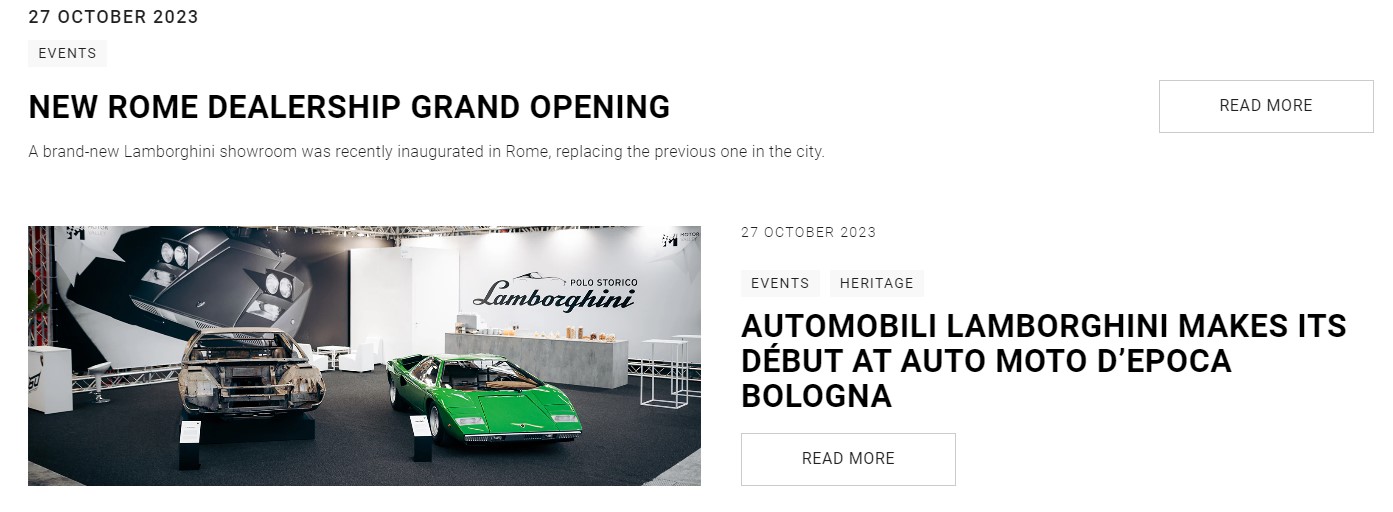 27 OCTOBER 2023
EVENTS
NEW ROME DEALERSHIP GRAND OPENING
READ MORE
A brand-new Lamborghini showroom was recently inaugurated in Rome, replacing the previous one in the city.
POLO STORICO
Lamborghini
27 OCTOBER 2023
EVENTS HERITAGE
AUTOMOBILI LAMBORGHINI MAKES ITS
DÉBUT AT AUTO MOTO D’EPOCA
BOLOGNA
READ MORE